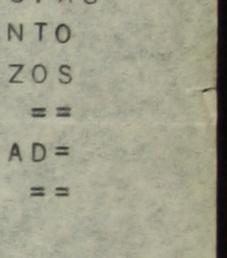 NTO
ZOS
==
AD=
==